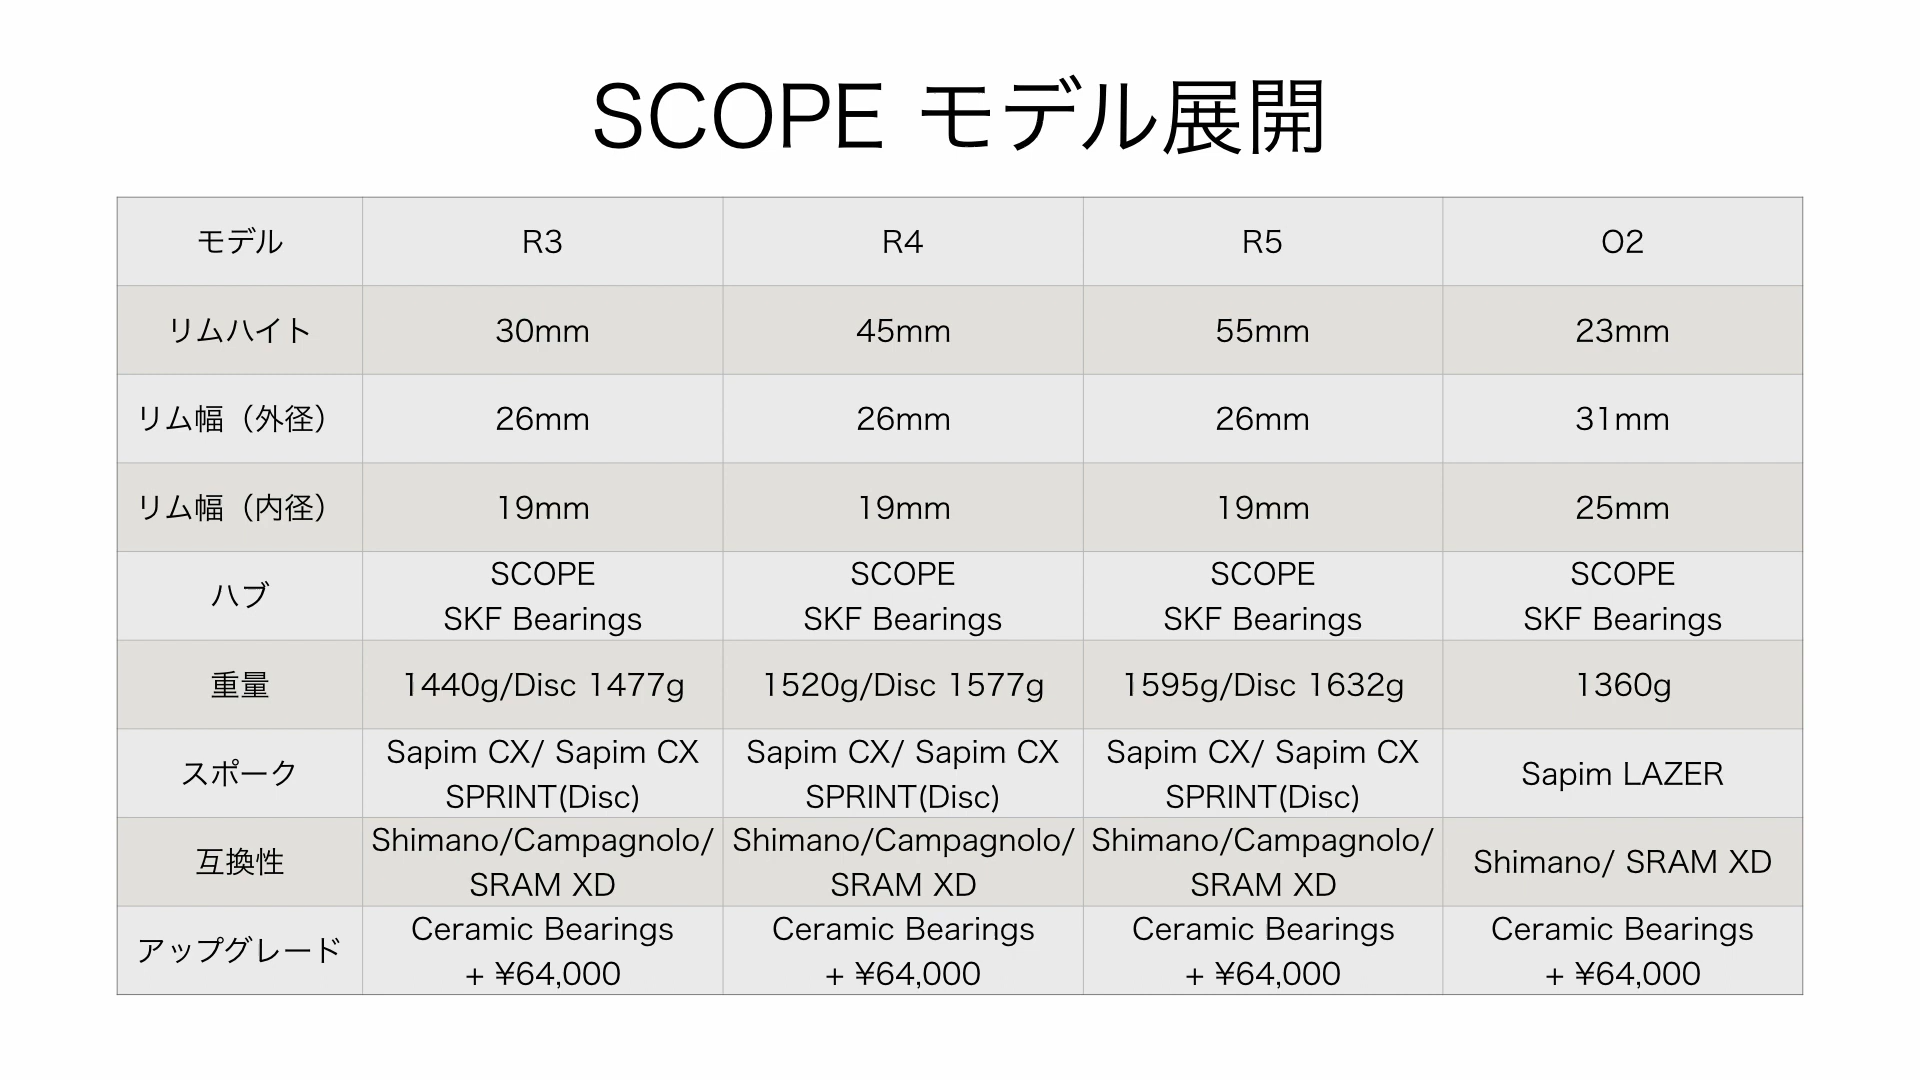 SCOPE モデル展開
モデル R3 R4 R5 O2
リムハイト 30mm 45mm 55mm 23mm
リム幅（外径） 26mm 26mm 26mm 31mm
リム幅（内径） 19mm 19mm 19mm 25mm
ハブ SCOPE SCOPE SCOPE SCOPE
SKF Bearings SKF Bearings SKF Bearings SKF Bearings
重量 1440g/Disc 1477g 1520g/Disc 1577g 1595g/Disc 1632g 1360g
スポーク Sapim CX/ Sapim CX Sapim CX/ Sapim CX Sapim CX/ Sapim CX Sapim LAZER
SPRINT(Disc) SPRINT(Disc) SPRINT(Disc)
互換性 Shimano/Campagnolo/ Shimano/Campagnolo/ Shimano/Campagnolo/ Shimano/ SRAM XD
SRAM XD SRAM XD SRAM XD
アップグレード Ceramic Bearings Ceramic Bearings Ceramic Bearings Ceramic Bearings
+ ¥64,000 + ¥64,000 + ¥64,000 + ¥64,000